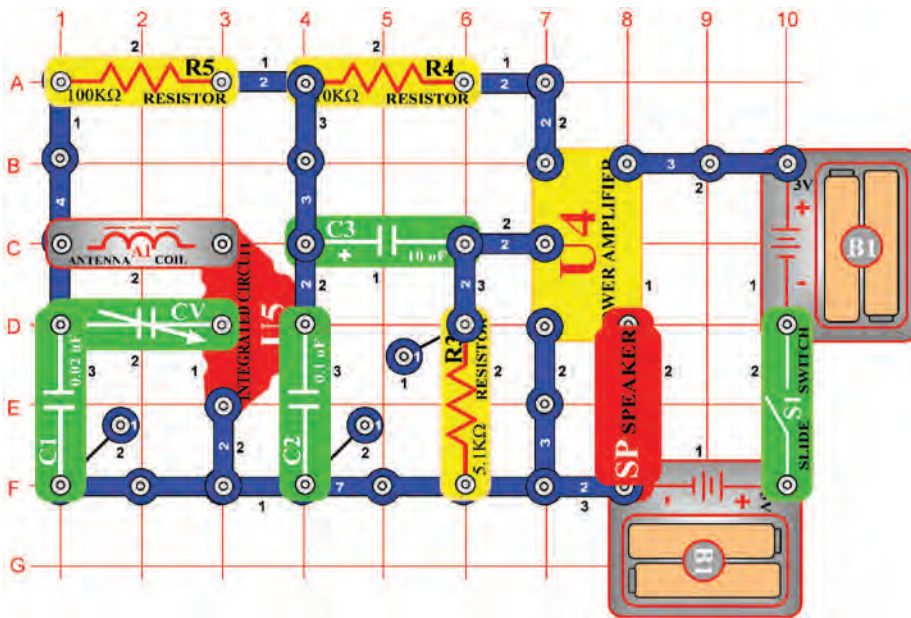 1 2 3 4 5 6 7 8 9 10
2 2
A R5 1 R4 1
100KΩ RESISTOR 2 RESISTOR 2
1 3 2 2
B 3
2
4 3 3V
+
POWER AMPLIFIER
U4
B1
C C3 2
ANTENNA A1 COIL + 10 uF 2
2 1
INTEGRATED CIRCUIT
U5
2 2 2 3 1 1 -
D CV
0.02 uF 3 1 0.1 uF 3 1 RESISTOR 2 2 2
1
E 1 1 SPEAKER S1
SLIDE SWITCH
C1 2 2 2 C2 2 5.1KΩ 3 SP 1
F 1 7 2 - +
3
G B1